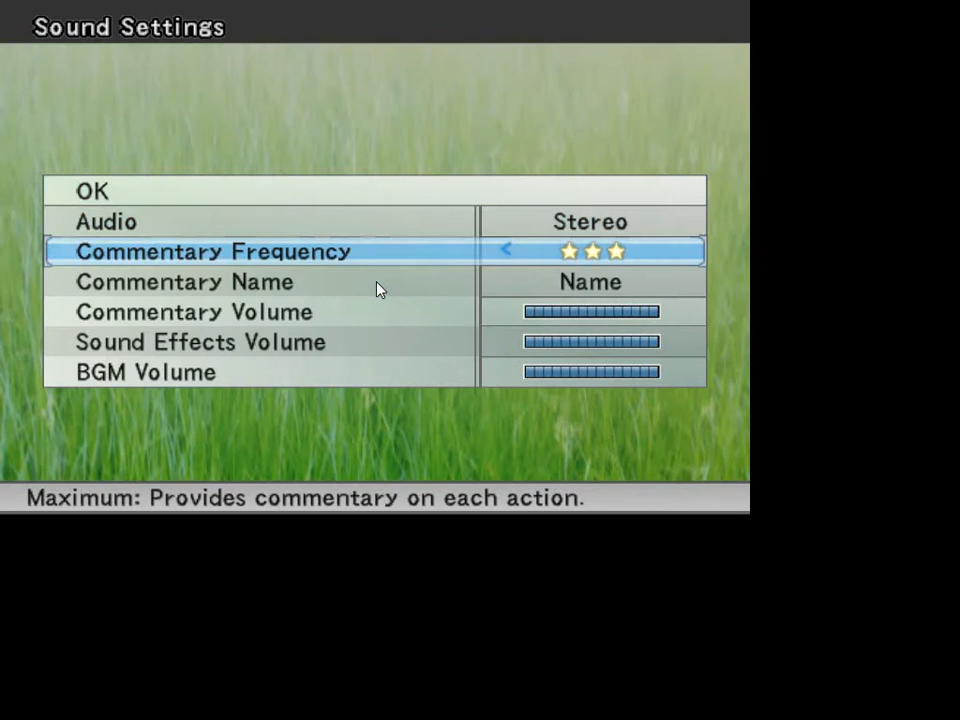 Sound Settings
OK
Audio Stereo
Commentary Frequency < ★★★
Commentary Name Name
Commentary Volume
Sound Effects Volume
BGM Volume
Maximum: Provides commentary on each action.